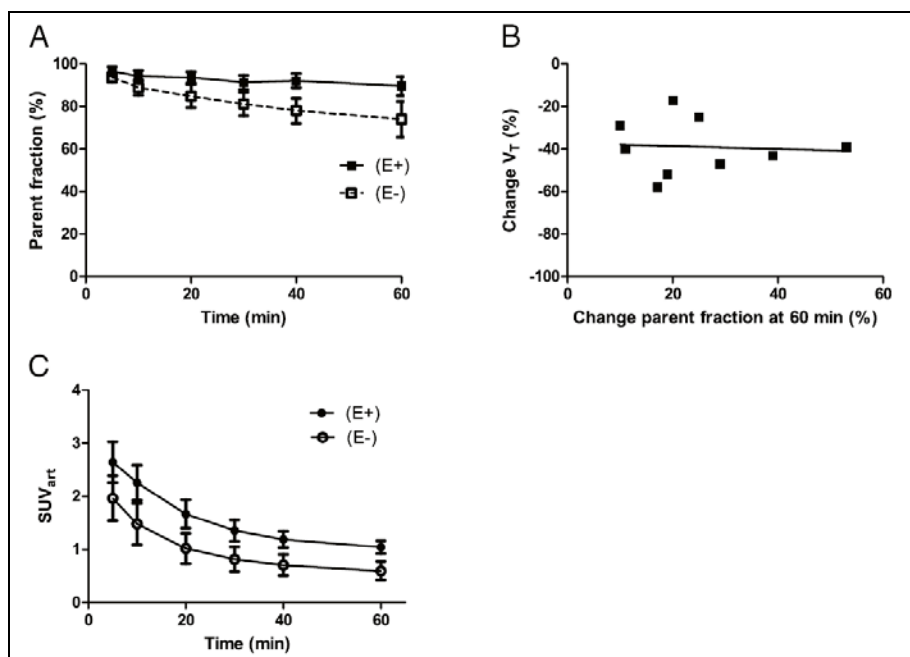 A
100
80
60
40
20
0
Parent fraction (%)
(E+)
(E-)
0 20 40 60
Time (min)
B
0
-20
-40
-60
-80
-100
Change V_T (%)
0 20 40 60
Change parent fraction at 60 min (%)
C
4
3
2
1
0
SUV_art
(E+)
(E-)
0 20 40 60
Time (min)